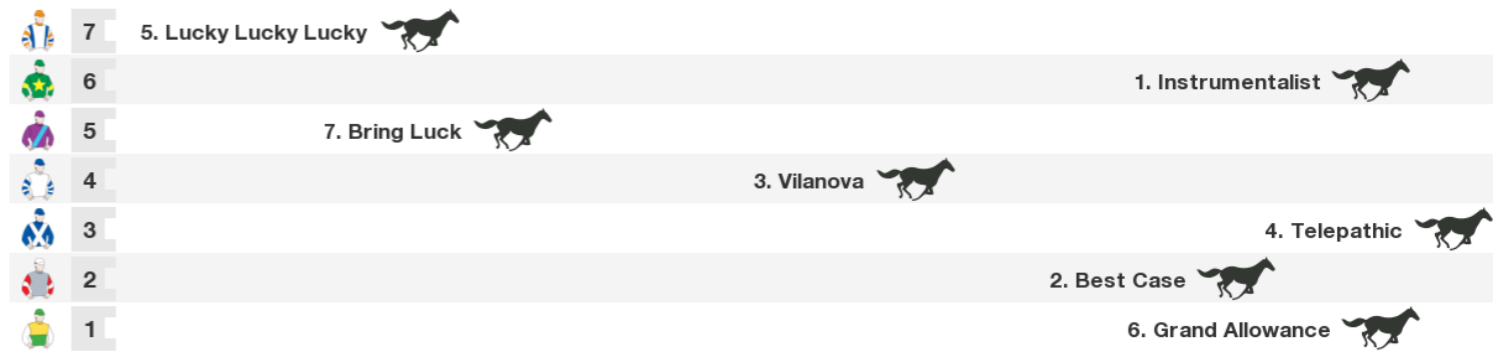 7 5. Lucky Lucky Lucky
6 1. Instrumentalist
5 7. Bring Luck
4 3. Vilanova
3 4. Telepathic
2 2. Best Case
1 6. Grand Allowance